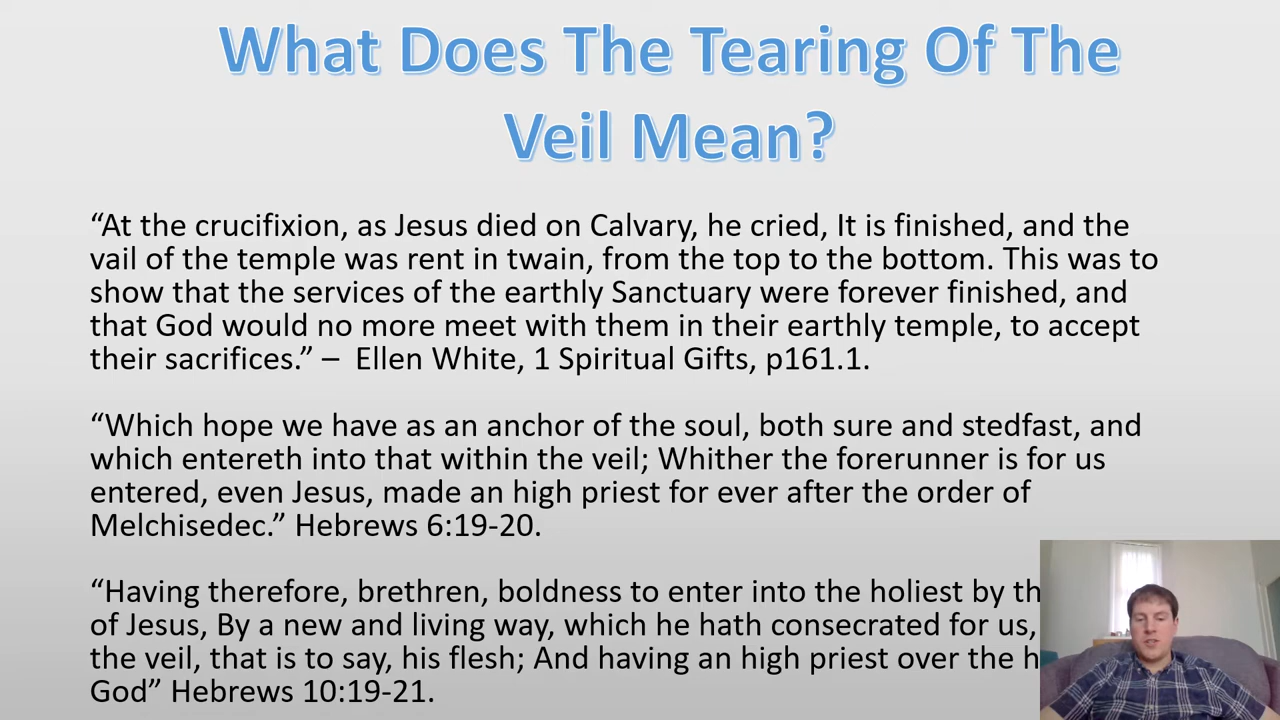 What Does The Tearing Of The
Veil Mean?
“At the crucifixion, as Jesus died on Calvary, he cried, It is finished, and the
vail of the temple was rent in twain, from the top to the bottom. This was to
show that the services of the earthly Sanctuary were forever finished, and
that God would no more meet with them in their earthly temple, to accept
their sacrifices.” – Ellen White, 1 Spiritual Gifts, p161.1.
“Which hope we have as an anchor of the soul, both sure and stedfast, and
which entereth into that within the veil; Whither the forerunner is for us
entered, even Jesus, made an high priest for ever after the order of
Melchisedec.” Hebrews 6:19-20.
“Having therefore, brethren, boldness to enter into the holiest by
of Jesus, By a new and living way, which he hath consecrated for us,
the veil, that is to say, his flesh; And having an high priest over the
God” Hebrews 10:19-21.